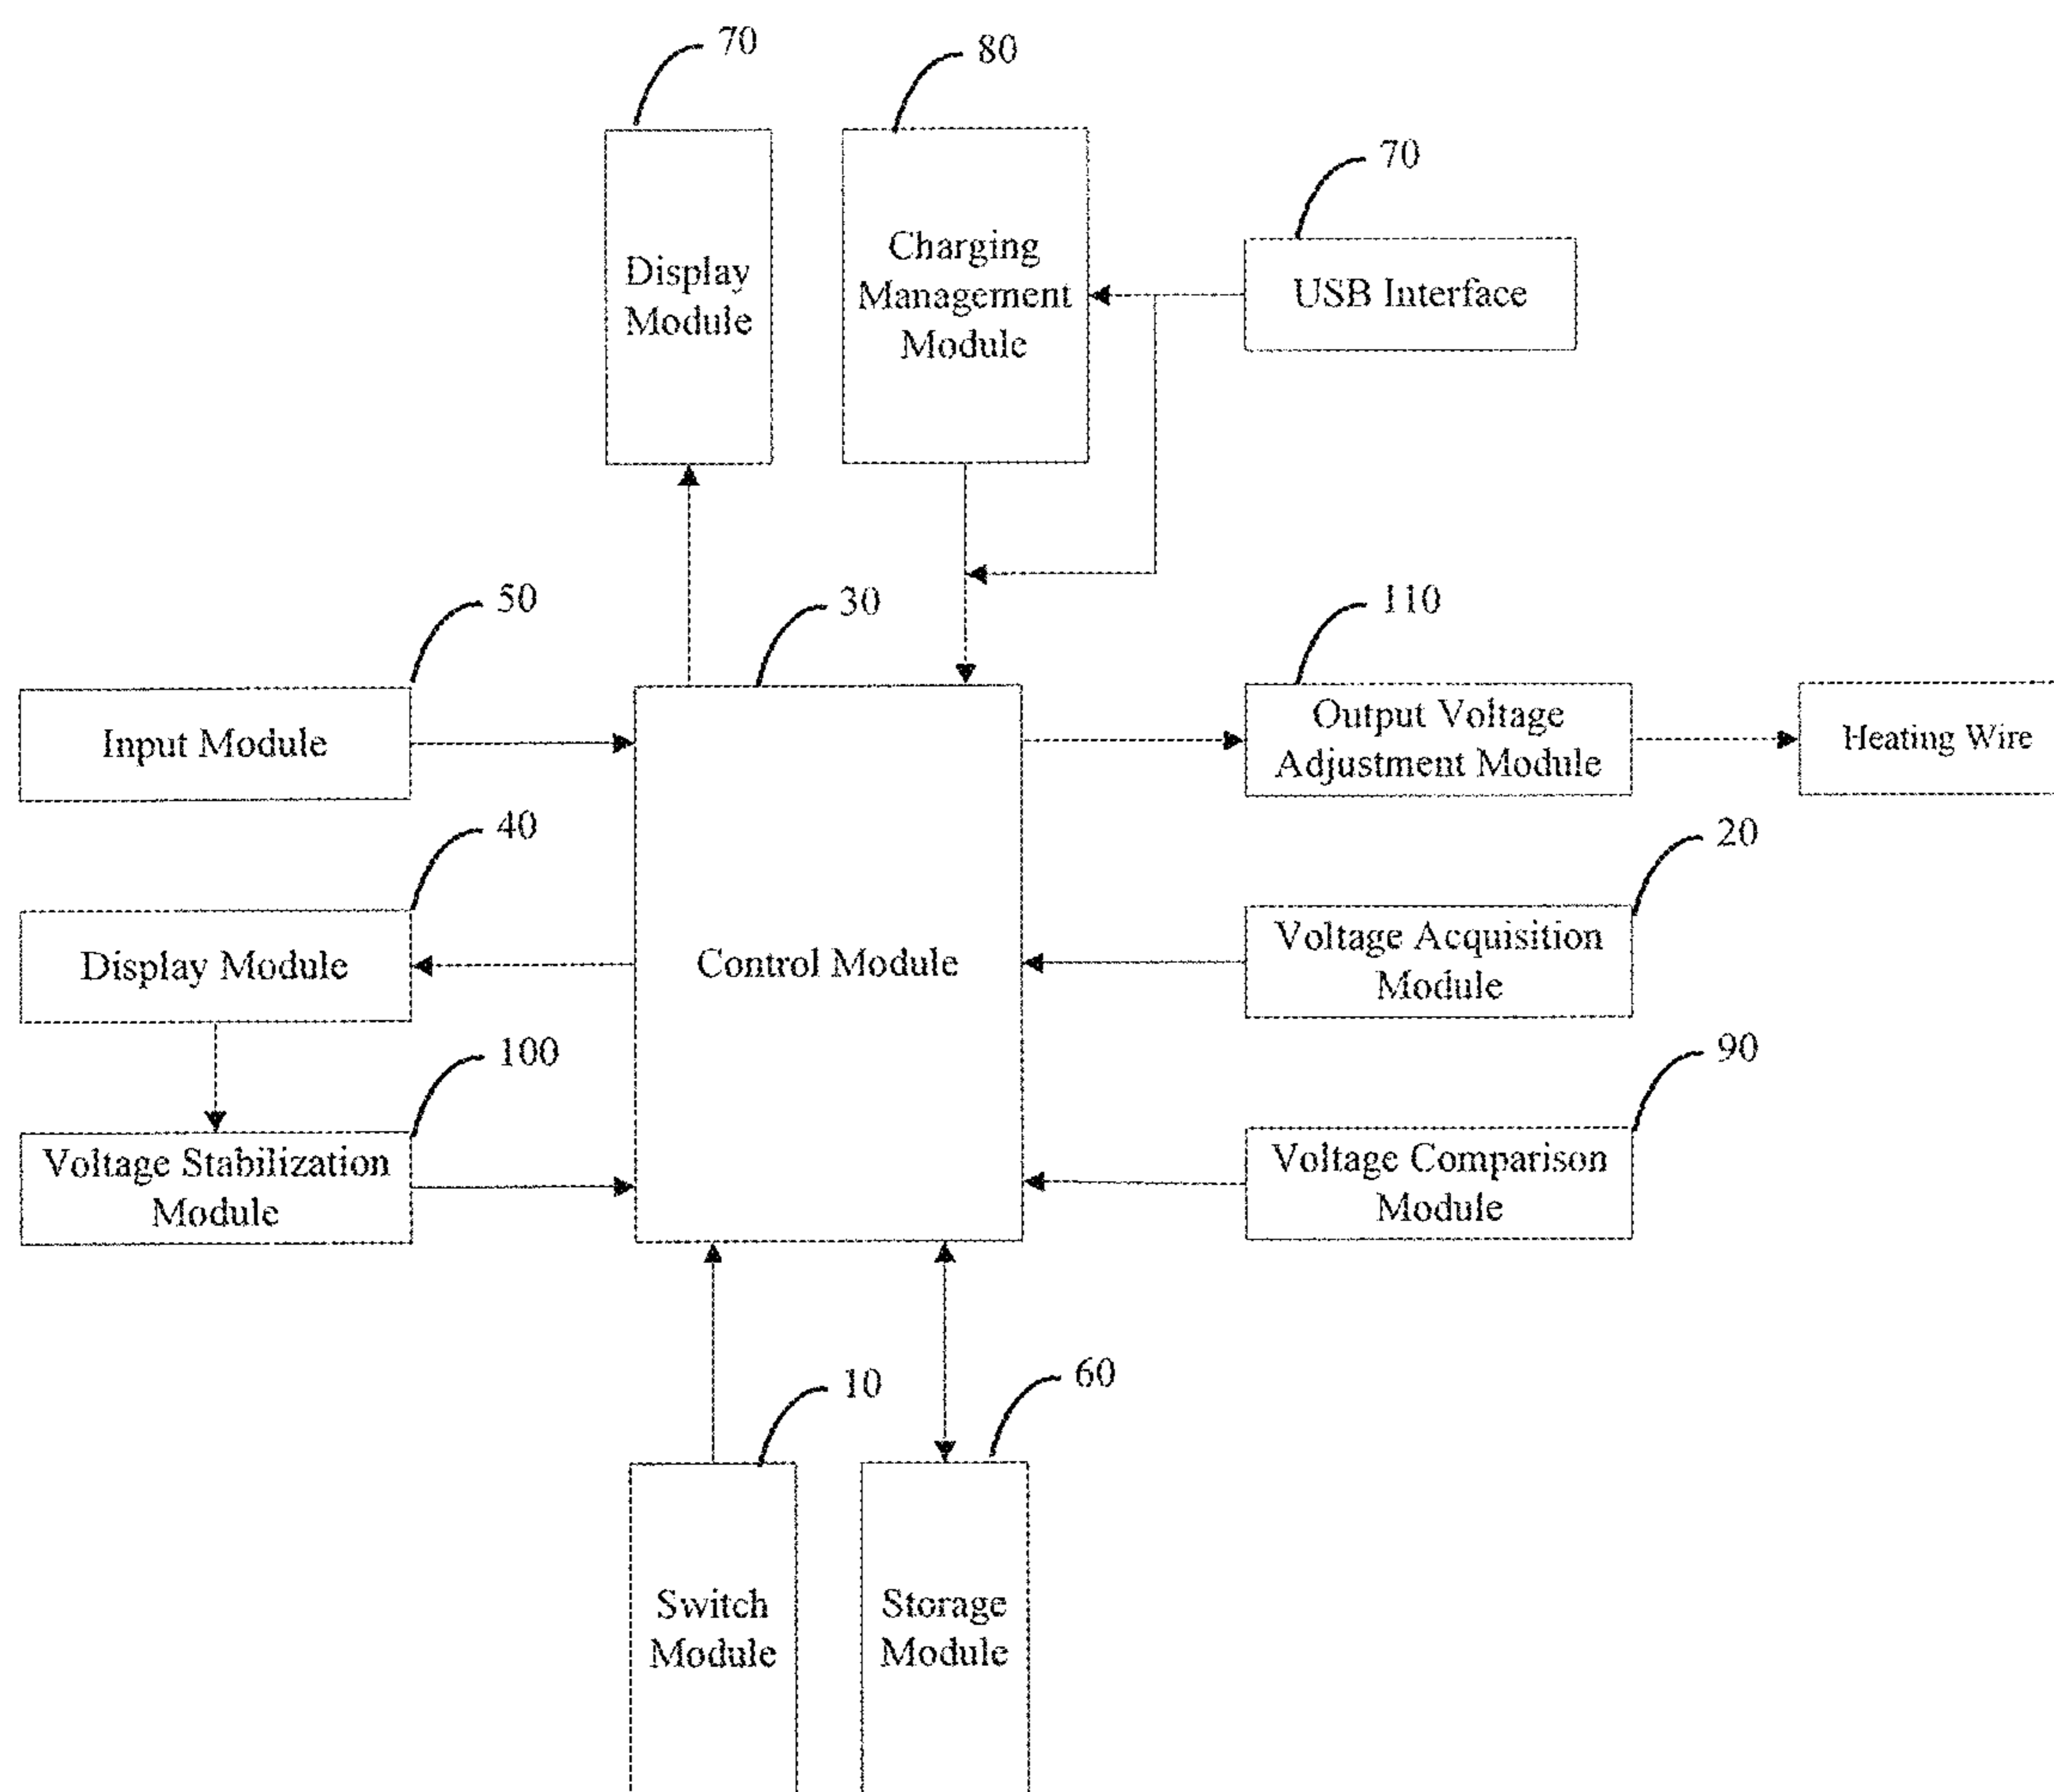 70
80
70
Display
Module
Charging
Management
Module
USB Interface
50
30
110
Input Module
Output Voltage
Adjustment Module
Heating Wire
40
20
Display Module
Control Module
Voltage Acquisition
Module
100
90
Voltage Stabilization
Module
Voltage Comparison
Module
10
60
Switch
Module
Storage
Module